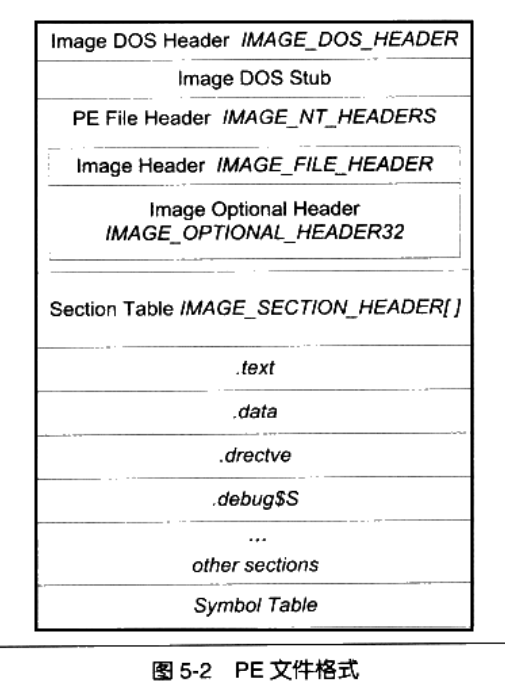 Image DOS Header IMAGE_DOS_HEADER
Image DOS Stub
PE File Header IMAGE_NT_HEADERS
Image Header IMAGE_FILE_HEADER
Image Optional Header
IMAGE_OPTIONAL_HEADER32
Section Table IMAGE_SECTION_HEADER[ ]
.text
.data
.drectve
.debug$S
...
other sections
Symbol Table
图 5-2 PE 文件格式